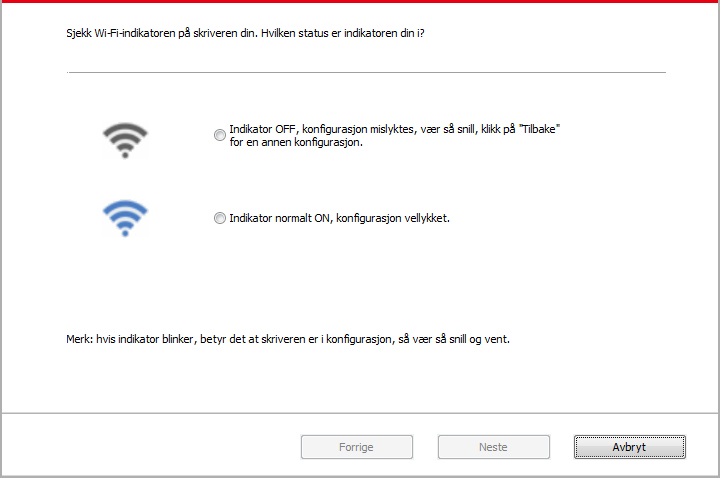 Sjekk Wi-Fi-indikatoren på skriveren din. Hvilken status er indikatoren din i?
Indikator OFF, konfigurasjon mislyktes, vær så snill, klikk på "Tilbake"
for en annen konfigurasjon.
Indikator normalt ON, konfigurasjon vellykket.
Merk: hvis indikator blinker, betyr det at skriveren er i konfigurasjon, så vær så snill og vent.
Forrige
Neste
Avbryt